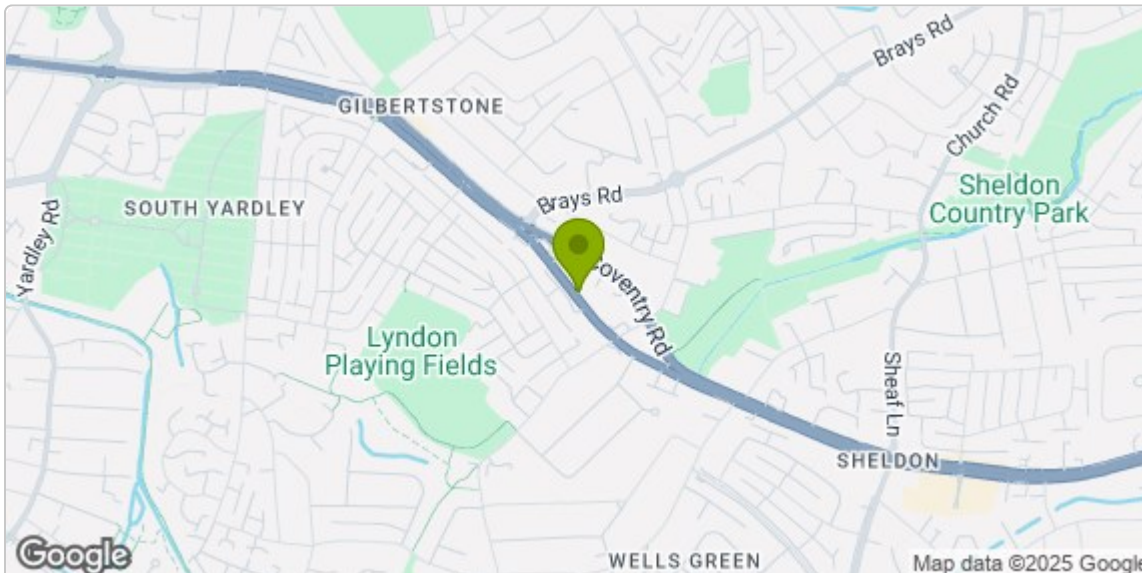 Brays Rd
GILBERTSTONE
Church Rd
Brays Rd
Sheldon
Country Park
SOUTH YARDLEY
Yardley Rd
Coventry Rd
Lyndon
Playing Fields
Sheaf Ln
SHELDON
WELLS GREEN
Google
Map data ©2025 Google